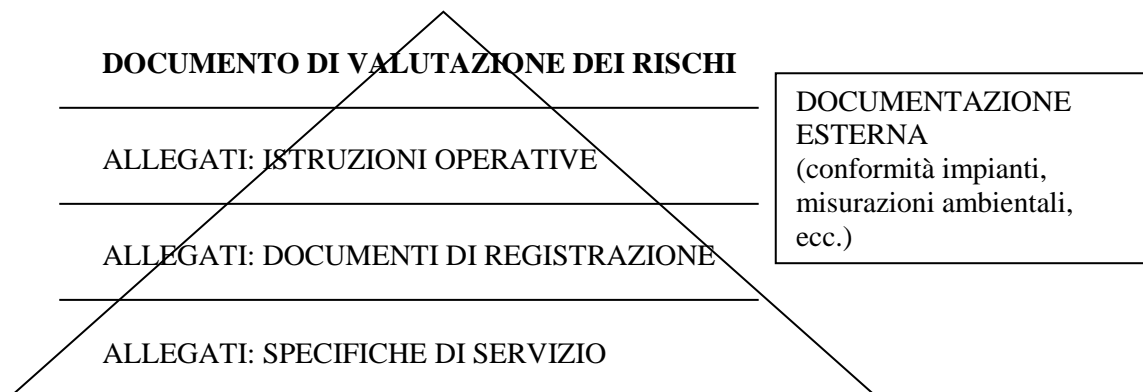 DOCUMENTO DI VALUTAZIONE DEI RISCHI
ALLEGATI: ISTRUZIONI OPERATIVE
ALLEGATI: DOCUMENTI DI REGISTRAZIONE
ALLEGATI: SPECIFICHE DI SERVIZIO
DOCUMENTAZIONE
ESTERNA
(conformità impianti,
misurazioni ambientali,
ecc.)